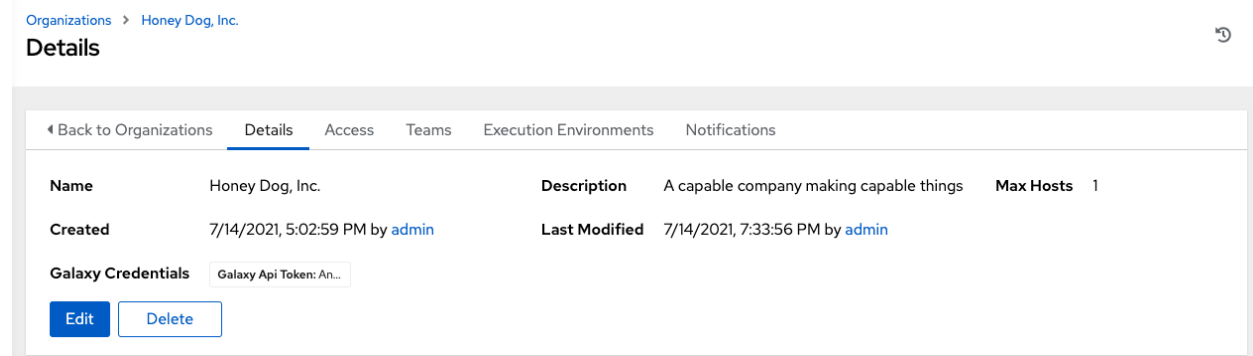 Organizations > Honey Dog, Inc.
Details
Back to Organizations Details Access Teams Execution Environments Notifications
Name Honey Dog, Inc. Description A capable company making capable things Max Hosts 1
Created 7/14/2021, 5:02:59 PM by admin Last Modified 7/14/2021, 7:33:56 PM by admin
Galaxy Credentials Galaxy Api Token: An...
Edit Delete